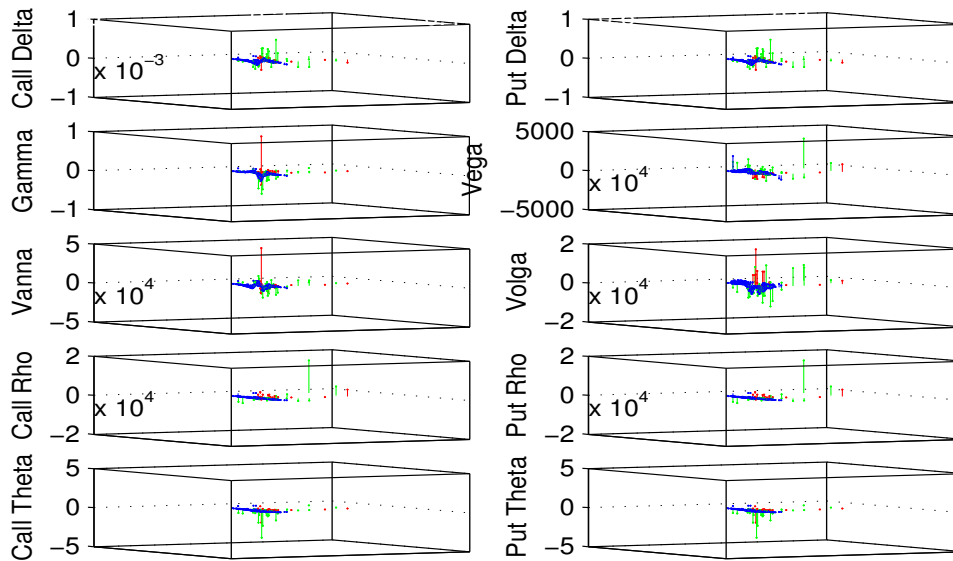 1
Call Delta
0
−1
x 10−3
1
Put Delta
0
−1
1
Gamma
0
−1
5000
Vega
0
−5000
x 104
5
Vanna
0
−5
x 104
2
Volga
0
−2
x 104
2
Call Rho
0
−2
x 104
2
Put Rho
0
−2
x 104
5
Call Theta
0
−5
5
Put Theta
0
−5